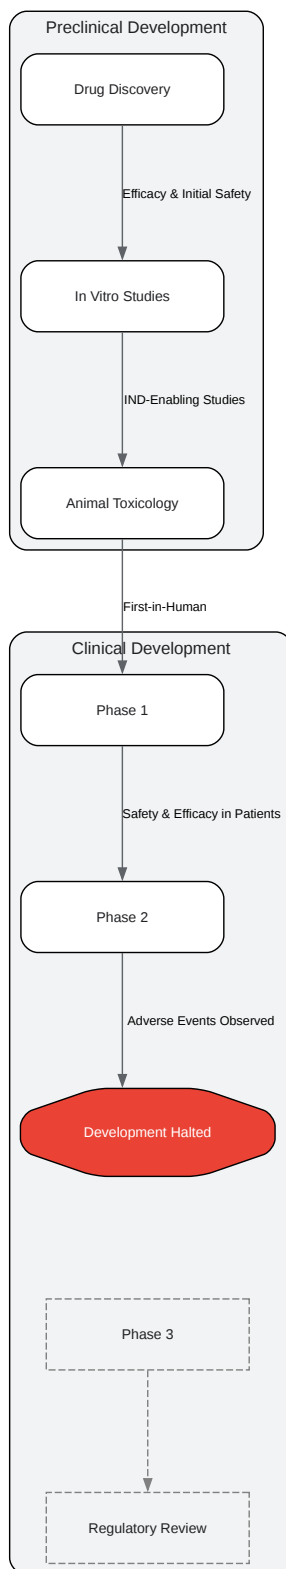 Preclinical Development
Drug Discovery
Efficacy & Initial Safety
In Vitro Studies
IND-Enabling Studies
Animal Toxicology
First-in-Human
Clinical Development
Phase 1
Safety & Efficacy in Patients
Phase 2
Adverse Events Observed
Development Halted
Phase 3
Regulatory Review